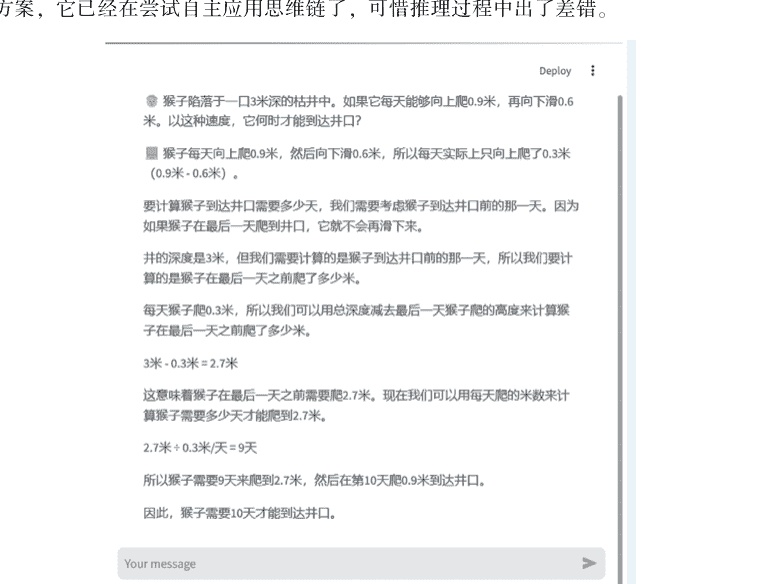 方案，它已经在尝试自主应用思维链了，可惜推理过程中出了差错。
Deploy
猴子陷落于一口3米深的枯井中。如果它每天能够向上爬0.9米，再向下滑0.6
米。以这种速度，它何时才能到达井口？
猴子每天向上爬0.9米，然后向下滑0.6米，所以每天实际上只向上爬了0.3米
（0.9米 - 0.6米）。
要计算猴子到达井口需要多少天，我们需要考虑猴子到达井口前的那一天。因为
如果猴子在最后一天爬到井口，它就不会再滑下来。
井的深度是3米，但我们需要计算的是猴子到达井口前的那一天，所以我们要计
算的是猴子在最后一天之前爬了多少米。
每天猴子爬0.3米，所以我们可以用总深度减去最后一天猴子爬的高度来计算猴
子在最后一天之前爬了多少米。
3米 - 0.3米 = 2.7米
这意味着猴子在最后一天之前需要爬2.7米。现在我们可以用每天爬的米数来计
算猴子需要多少天才能爬到2.7米。
2.7米 ÷ 0.3米/天 = 9天
所以猴子需要9天来爬到2.7米，然后在第10天爬0.9米到达井口。
因此，猴子需要10天才能到达井口。
Your message